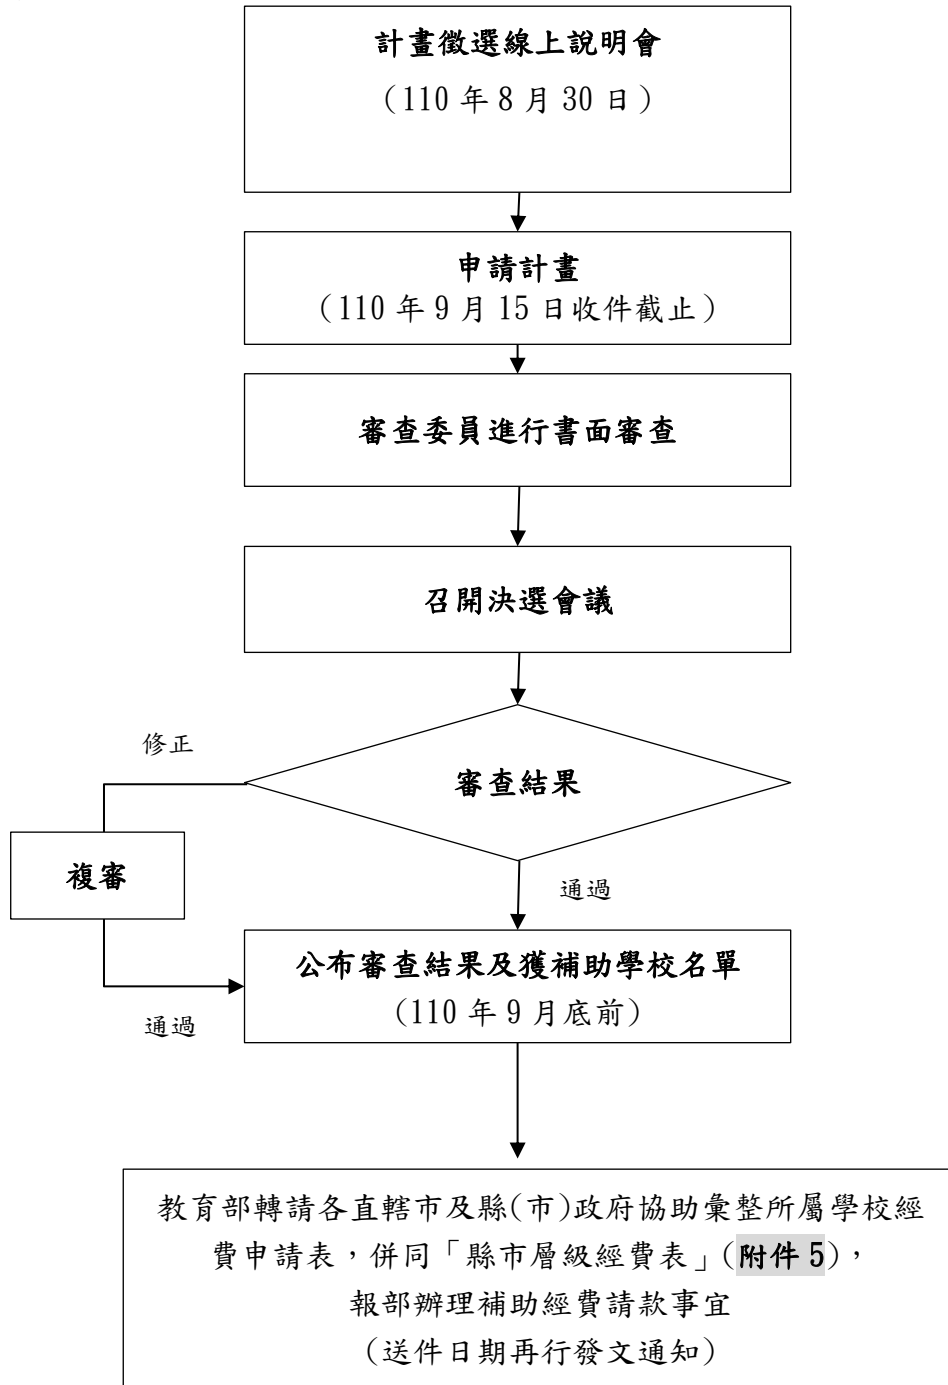 計畫徵選線上說明會
（110 年 8 月 30 日）
申請計畫
（110 年 9 月 15 日收件截止）
審查委員進行書面審查
召開決選會議
修正
審查結果
複審
通過
公布審查結果及獲補助學校名單
(110 年 9 月底前)
通過
教育部轉請各直轄市及縣(市)政府協助彙整所屬學校經
費申請表，併同「縣市層級經費表」(附件 5)，
報部辦理補助經費請款事宜
(送件日期再行發文通知)